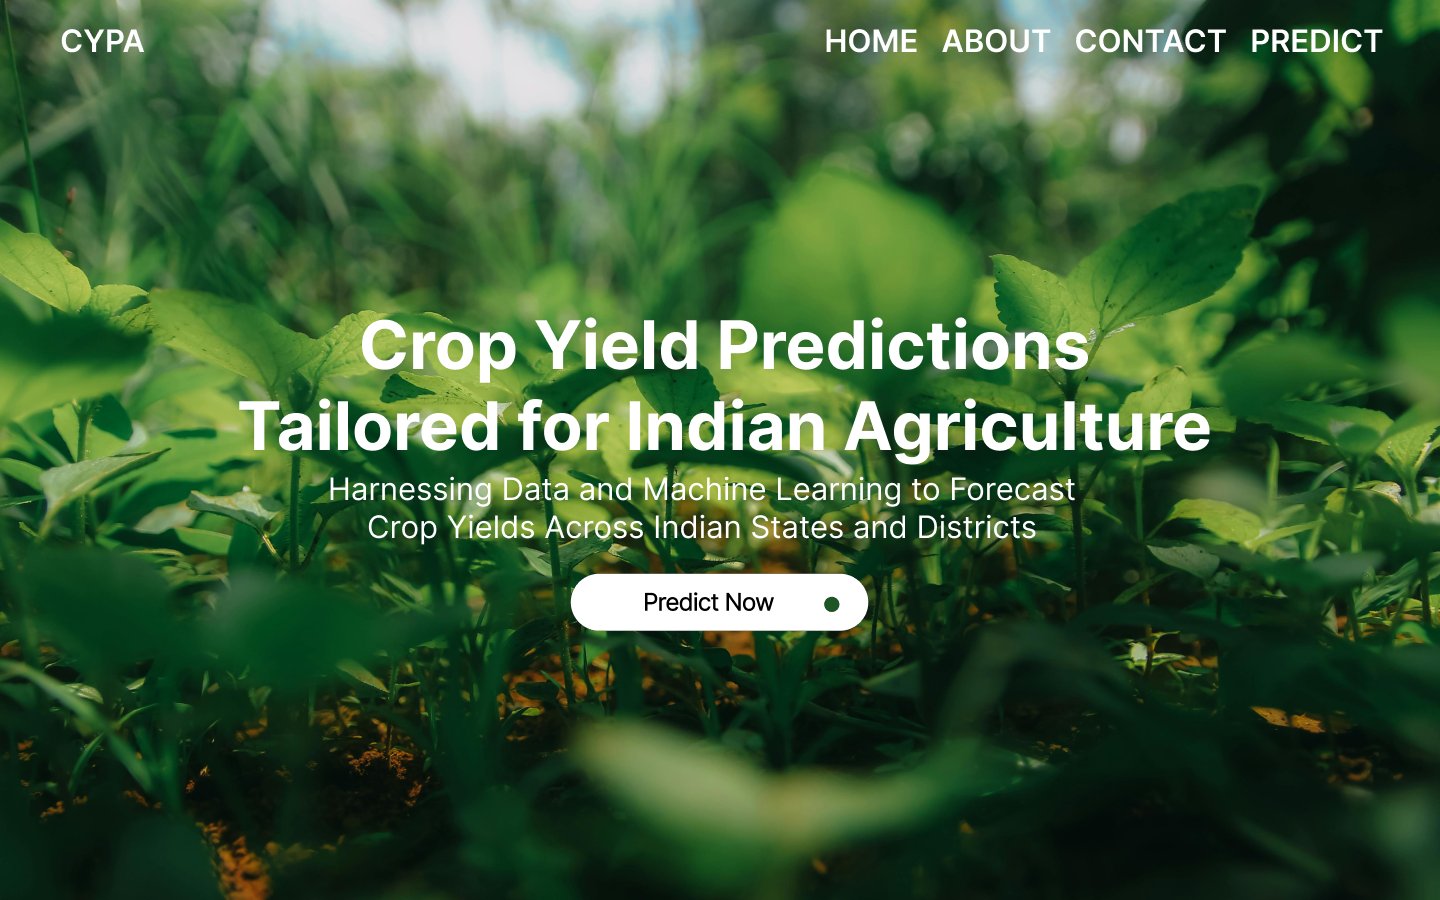 CYPA
HOME ABOUT CONTACT PREDICT
Crop Yield Predictions
Tailored for Indian Agriculture
Harnessing Data and Machine Learning to Forecast
Crop Yields Across Indian States and Districts
Predict Now